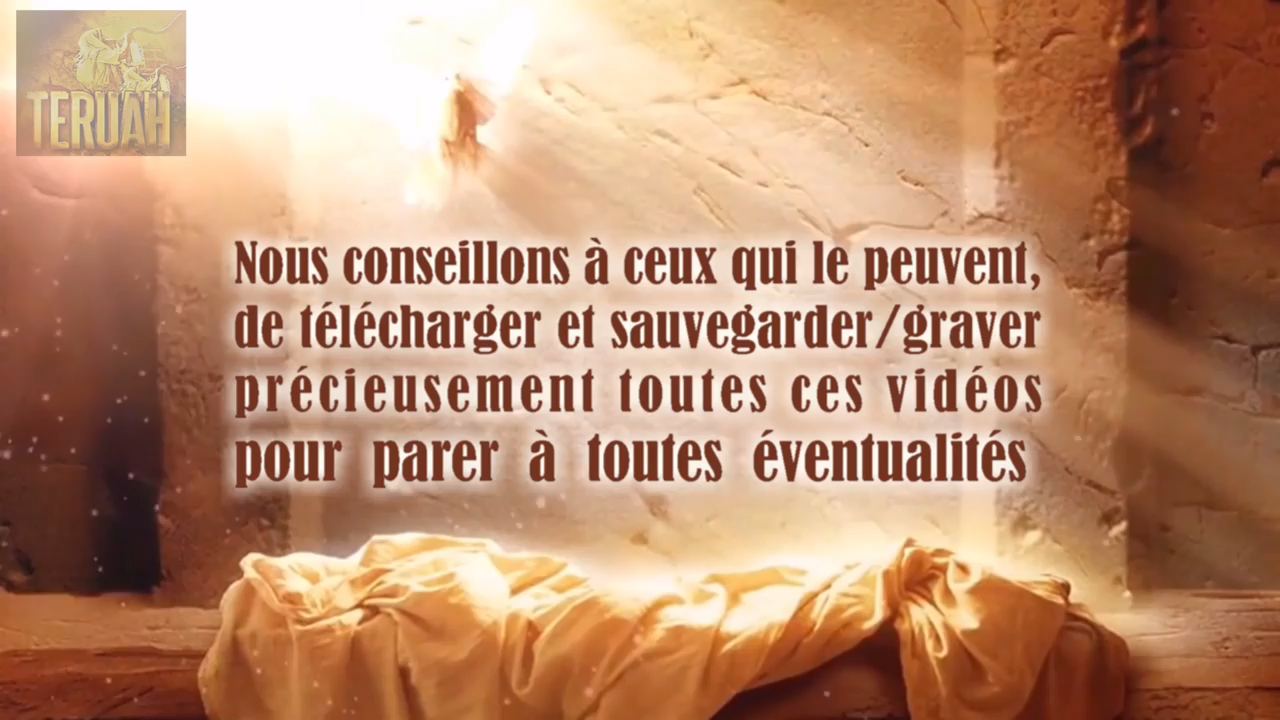 TERUAH
Nous conseillons à ceux qui le peuvent,
de télécharger et sauvegarder/graver
précieusement toutes ces vidéos
pour parer à toutes éventualités